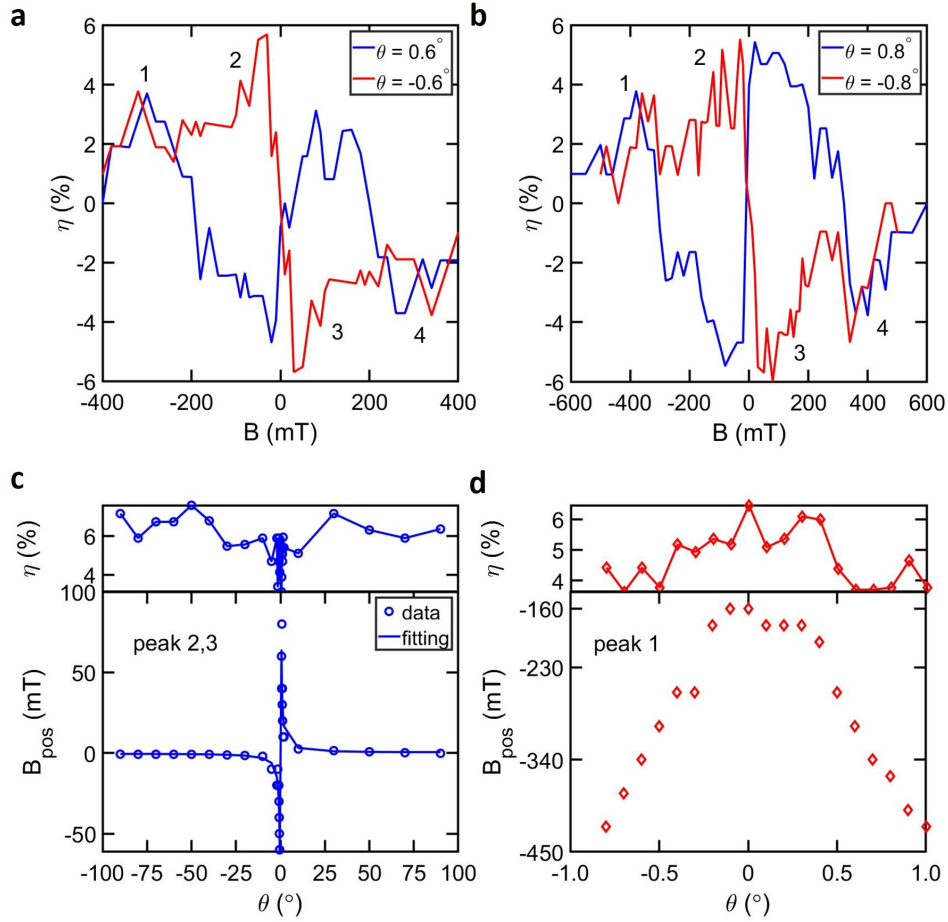 a
b
6
4
2
0
-2
-4
-6
η (%)
-400
-200
0
200
400
B (mT)
θ = 0.6°
θ = -0.6°
1
2
3
4
6
4
2
0
-2
-4
-6
η (%)
-600
-400
-200
0
200
400
600
B (mT)
θ = 0.8°
θ = -0.8°
1
2
3
4
c
d
6
4
η (%)
100
50
0
-50
B_pos (mT)
peak 2,3
data
fitting
-100
-75
-50
-25
0
25
50
75
100
θ (°)
6
5
4
η (%)
-160
-230
-340
-450
B_pos (mT)
peak 1
-1.0
-0.5
0
0.5
1.0
θ (°)